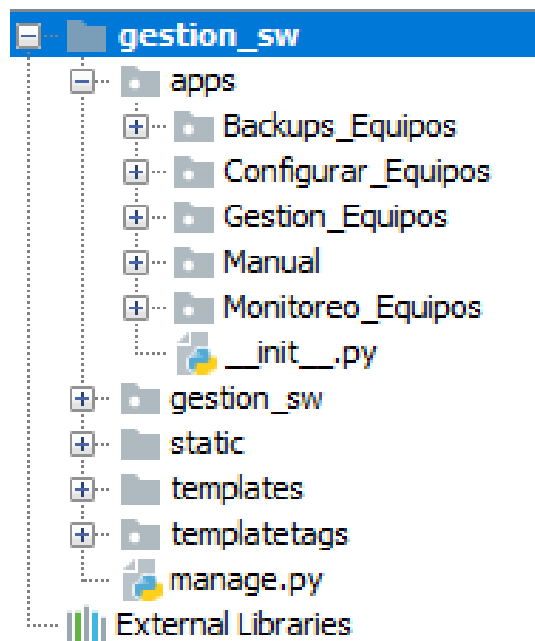 gestion_sw
apps
Backups_Equipos
Configurar_Equipos
Gestion_Equipos
Manual
Monitoreo_Equipos
__init__.py
gestion_sw
static
templates
templatetags
manage.py
External Libraries